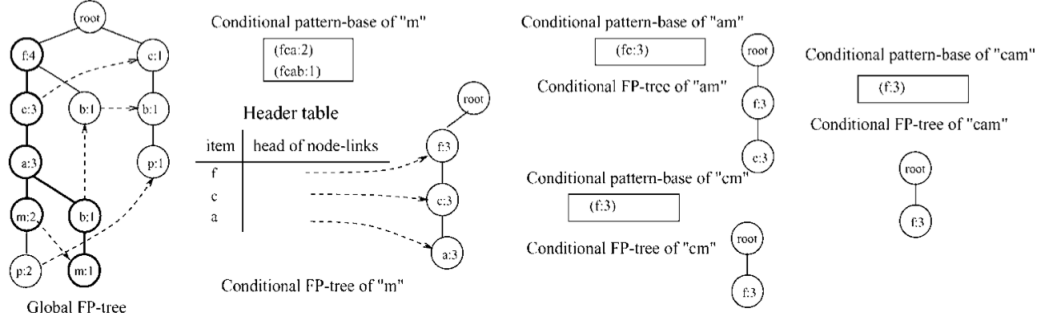 root
f:4
c:1
c:3
b:1
b:1
a:3
p:1
m:2
b:1
p:2
m:1
Global FP-tree
Conditional pattern-base of "m"
(fca:2)
(fcab:1)
Header table
item
head of node-links
f
c
a
root
f:3
c:3
a:3
Conditional FP-tree of "m"
Conditional pattern-base of "am"
(fc:3)
Conditional FP-tree of "am"
root
f:3
c:3
Conditional pattern-base of "cm"
(f:3)
Conditional FP-tree of "cm"
root
f:3
Conditional pattern-base of "cam"
(f:3)
Conditional FP-tree of "cam"
root
f:3